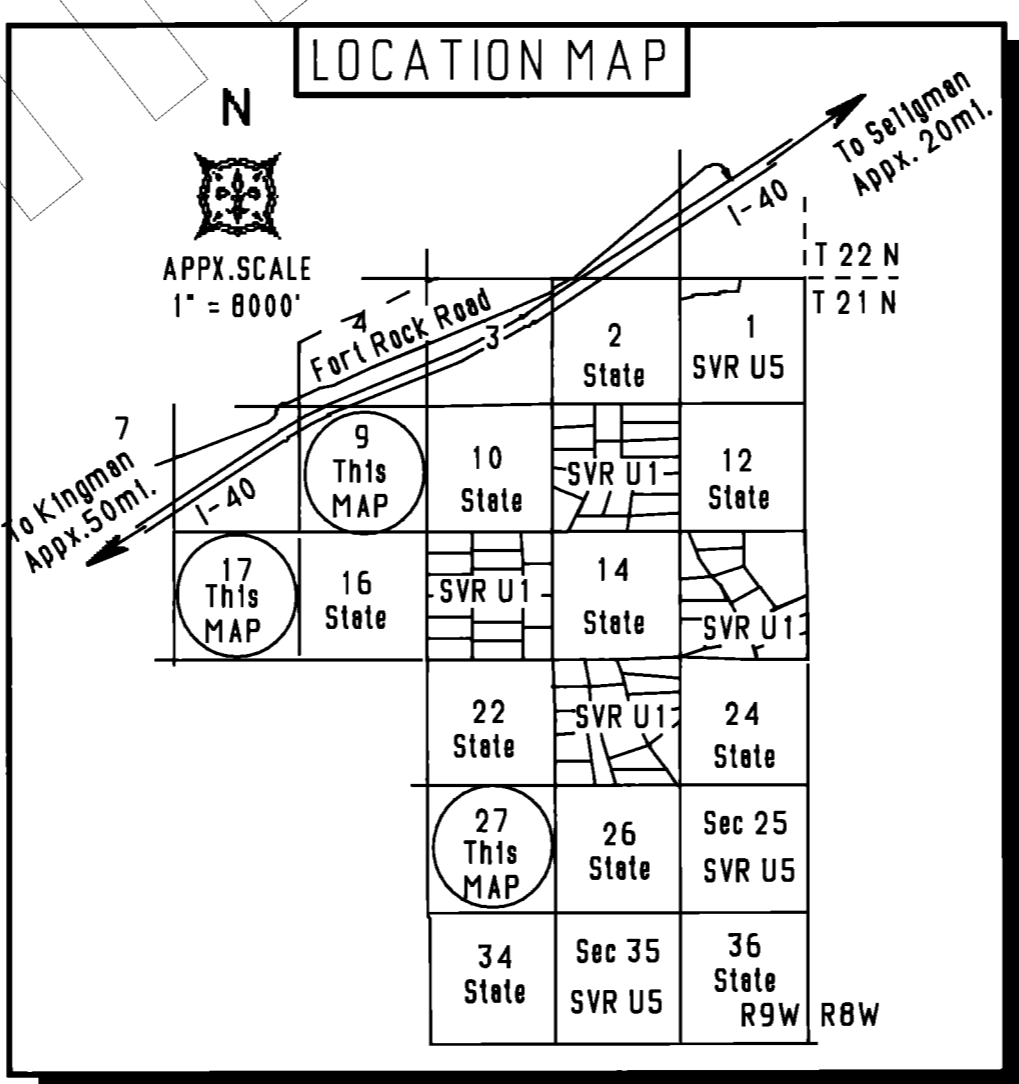 LOCATION MAP
N
APPX.SCALE
1" = 8000'
To Seligman
Appx. 20mi.
I-40
T 22 N
T 21 N
4
Fort Rock Road
3
2
State
1
SVR U5
7
To Kingman
Appx.50mi.
I-40
9
This
MAP
10
State
SVR U1
12
State
17
This
MAP
16
State
SVR U1
14
State
SVR U1
22
State
SVR U1
24
State
27
This
MAP
26
State
Sec 25
SVR U5
34
State
Sec 35
SVR U5
36
State
R9W R8W